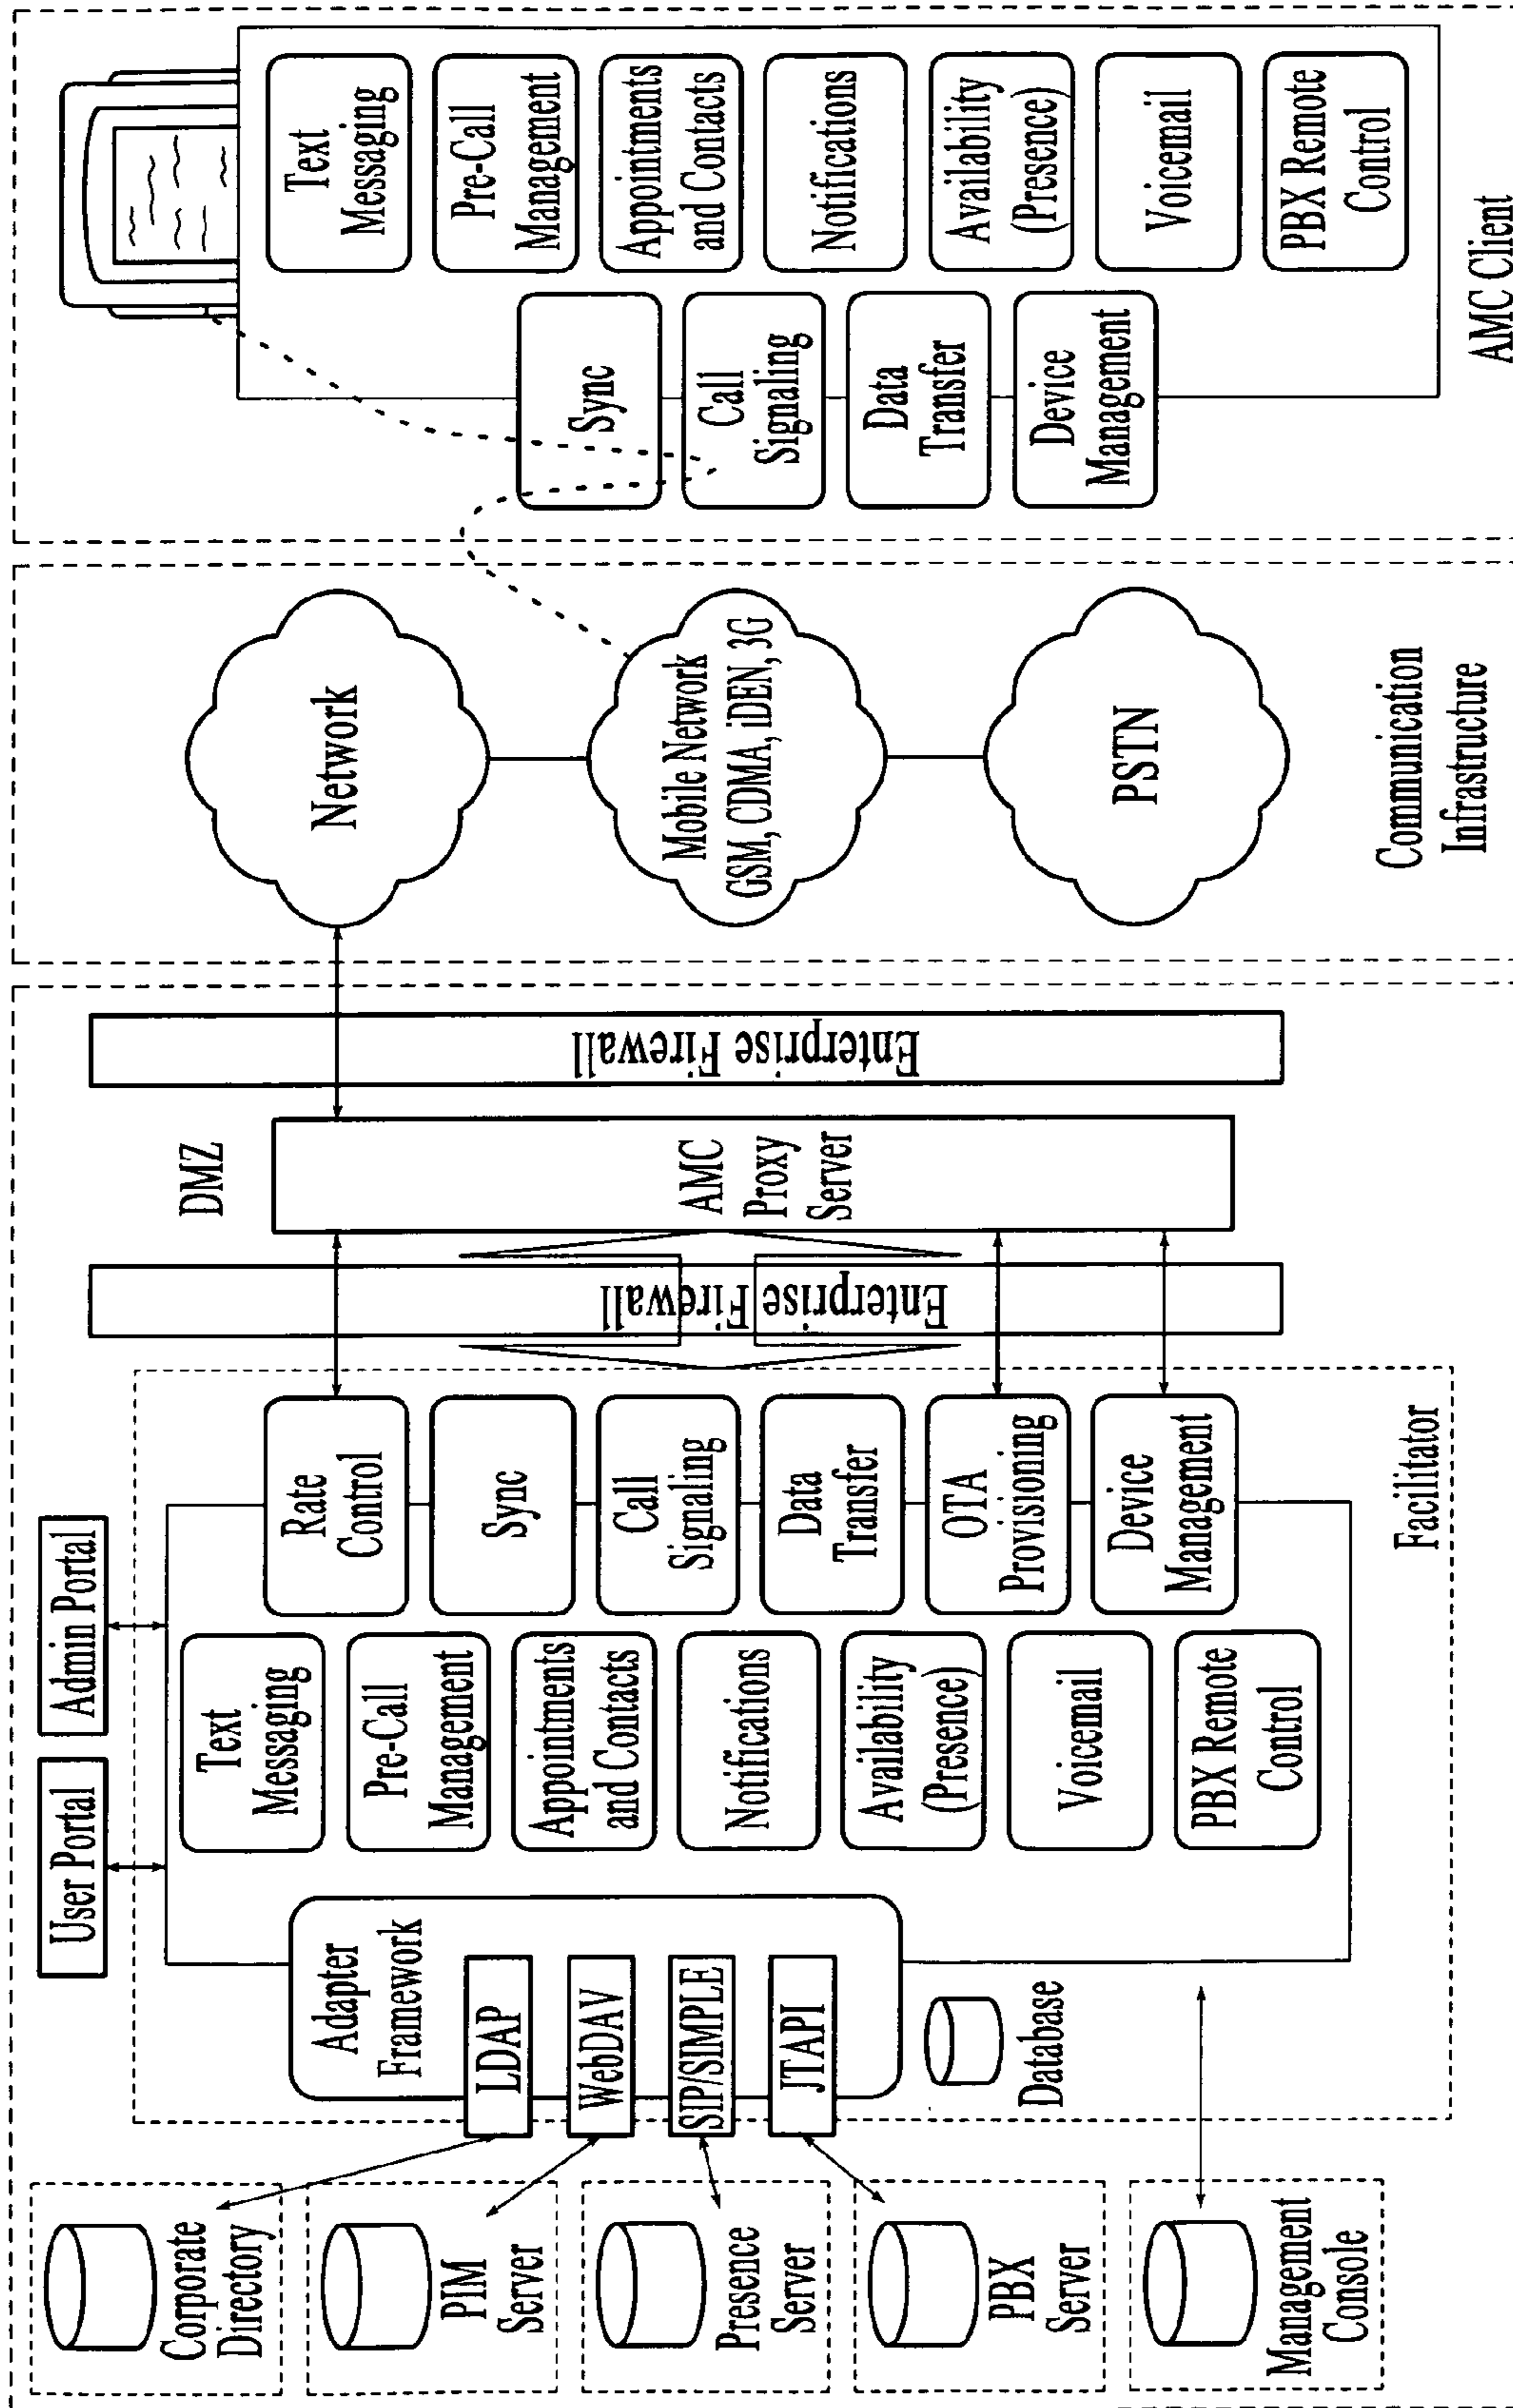 User Portal
Admin Portal
Corporate
Directory
PIM
Server
Presence
Server
PBX
Server
Management
Console
Adapter
Framework
LDAP
WebDAV
SIP/SIMPLE
JTAPI
Database
Text
Messaging
Pre-Call
Management
Appointments
and Contacts
Notifications
Availability
(Presence)
Voicemail
PBX Remote
Control
Rate
Control
Sync
Call
Signaling
Data
Transfer
OTA
Provisioning
Device
Management
Facilitator
Enterprise Firewall
DMZ
AMC
Proxy
Server
Enterprise Firewall
Network
Mobile Network
GSM, CDMA, iDEN, 3G
PSTN
Communication
Infrastructure
Sync
Call
Signaling
Data
Transfer
Device
Management
Text
Messaging
Pre-Call
Management
Appointments
and Contacts
Notifications
Availability
(Presence)
Voicemail
PBX Remote
Control
AMC Client